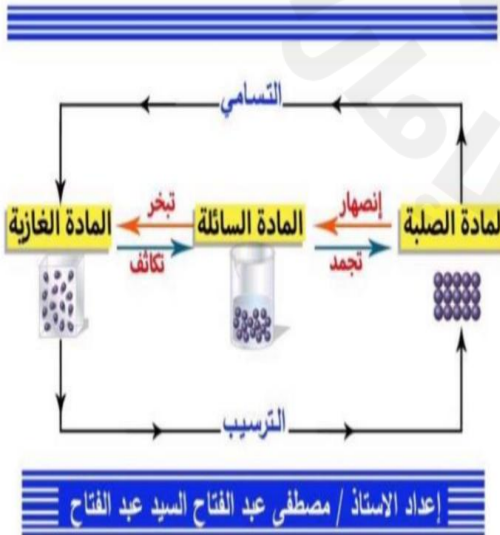 التسامي
إنصهار
تبخر
لمادة الصلبة
المادة السائلة
المادة الغازية
تجمد
تكاثف
الترسيب
إعداد الاستاذ / مصطفى عبد الفتاح السيد عبد الفتاح